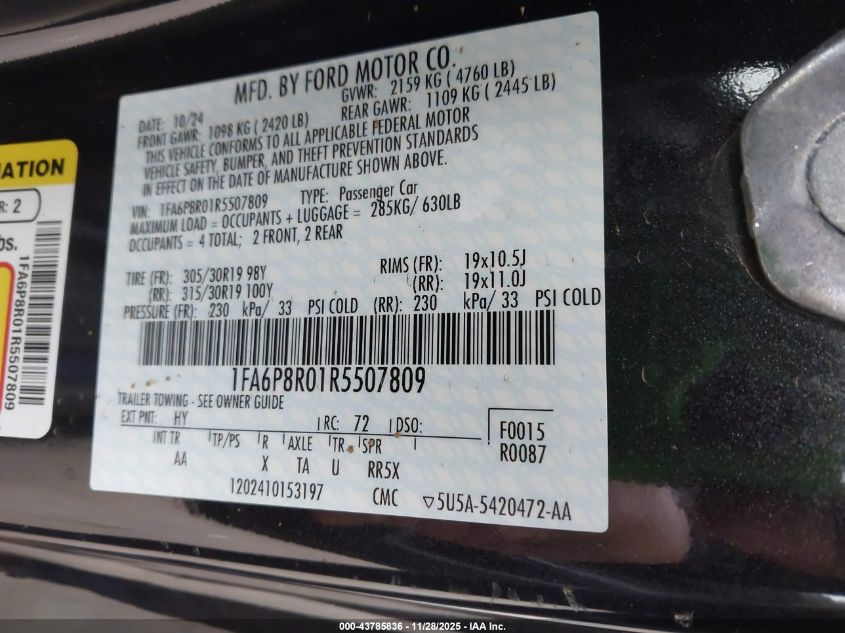 MFD. BY FORD MOTOR CO.
DATE: 10/24
GVWR: 2159 KG ( 4760 LB)
FRONT GAWR: 1098 KG ( 2420 LB)
REAR GAWR: 1109 KG ( 2445 LB)
THIS VEHICLE CONFORMS TO ALL APPLICABLE FEDERAL MOTOR
VEHICLE SAFETY, BUMPER, AND THEFT PREVENTION STANDARDS
IN EFFECT ON THE DATE OF MANUFACTURE SHOWN ABOVE.
VIN: 1FA6P8R01R5507809 TYPE: Passenger Car
MAXIMUM LOAD = OCCUPANTS + LUGGAGE = 285KG/ 630LB
OCCUPANTS = 4 TOTAL; 2 FRONT, 2 REAR
TIRE (FR): 305/30R19 98Y RIMS (FR): 19x10.5J
(RR): 315/30R19 100Y (RR): 19x11.0J
PRESSURE (FR): 230 kPa/ 33 PSI COLD (RR): 230 kPa/ 33 PSI COLD
1FA6P8R01R5507809
TRAILER TOWING - SEE OWNER GUIDE
EXT PNT: HY RC: 72 DSO:
F0015
R0087
INT TR TP/PS R AXLE TR SPR
AA X TA U RR5X
1202410153197 CMC 5U5A-5420472-AA
R: 2
bs.
1FA6P8R01R5507809
000-43785836 - 11/28/2025 - IAA Inc.